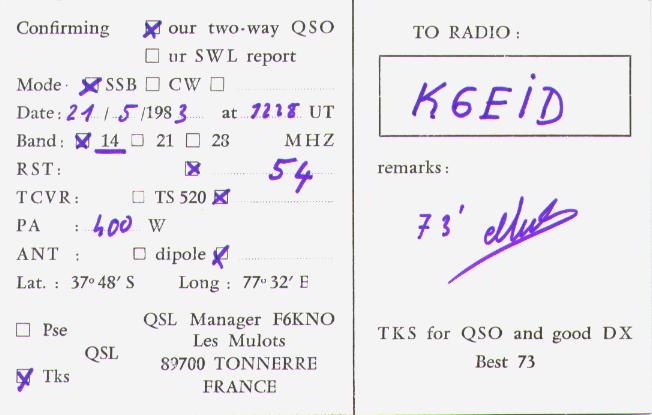 Confirming our two-way QSO
ur SWL report
Mode · SSB CW
Date: 21 / 5 /1983 at 7228 UT
Band: 14 21 28 MHZ
RST: 54
TCVR: TS 520
PA : 400 W
ANT : dipole
Lat. : 37º 48′ S Long : 77º 32′ E
Pse
QSL
Tks
QSL Manager F6KNO
Les Mulots
89700 TONNERRE
FRANCE
TO RADIO :
K6EID
remarks :
73'
TKS for QSO and good DX
Best 73